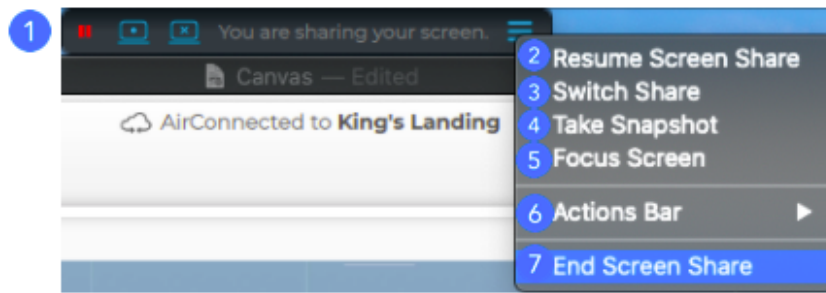 1 You are sharing your screen.
Canvas — Edited
AirConnected to King's Landing
2 Resume Screen Share
3 Switch Share
4 Take Snapshot
5 Focus Screen
6 Actions Bar
7 End Screen Share